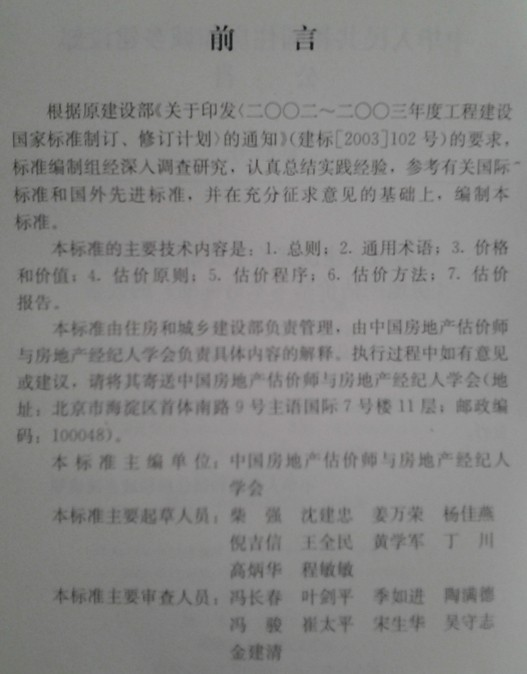 前　言
根据原建设部《关于印发〈二〇〇二～二〇〇三年度工程建设
国家标准制订、修订计划〉的通知》(建标[2003]102 号)的要求，
标准编制组经深入调查研究，认真总结实践经验，参考有关国际
标准和国外先进标准，并在充分征求意见的基础上，编制本
标准。
本标准的主要技术内容是：1. 总则；2. 通用术语；3. 价格
和价值；4. 估价原则；5. 估价程序；6. 估价方法；7. 估价
报告。
本标准由住房和城乡建设部负责管理，由中国房地产估价师
与房地产经纪人学会负责具体内容的解释。执行过程中如有意见
或建议，请将其寄送中国房地产估价师与房地产经纪人学会(地
址：北京市海淀区首体南路 9 号主语国际 7 号楼 11 层；邮政编
码：100048)。
本标准主编单位：中国房地产估价师与房地产经纪人
学会
本标准主要起草人员：柴　强　沈建忠　姜万荣　杨佳燕
倪吉信　王全民　黄学军　丁　川
高炳华　程敏敏
本标准主要审查人员：冯长春　叶剑平　季如进　陶满德
冯　骏　崔太平　宋生华　吴守志
金建清